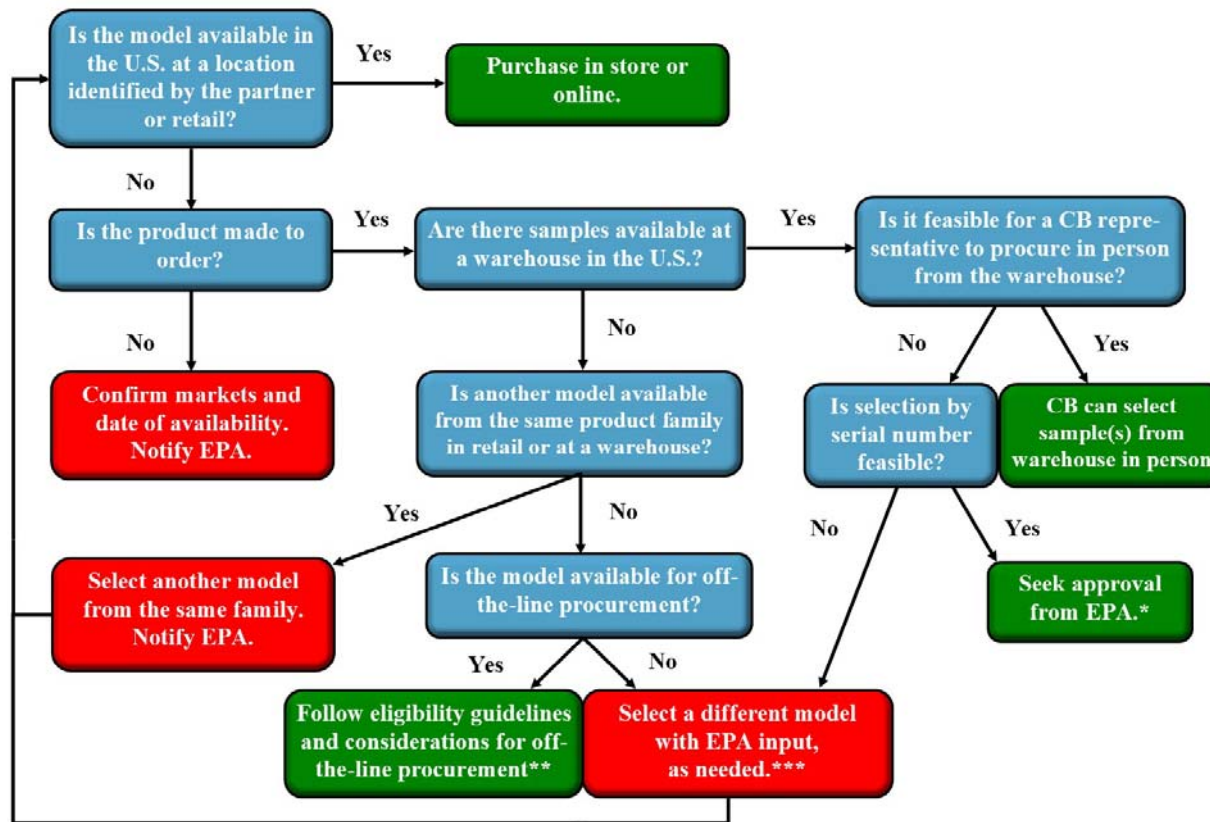 Is the model available in
the U.S. at a location
identified by the partner
or retail?
Yes
Purchase in store or
online.
No
Is the product made to
order?
Yes
Are there samples available at
a warehouse in the U.S.?
Yes
Is it feasible for a CB repre-
sentative to procure in person
from the warehouse?
No
No
No
Yes
Confirm markets and
date of availability.
Notify EPA.
Is another model available
from the same product family
in retail or at a warehouse?
Is selection by
serial number
feasible?
CB can select
sample(s) from
warehouse in person
Yes
No
No
Yes
Select another model
from the same family.
Notify EPA.
Is the model available for off-
the-line procurement?
Seek approval
from EPA.*
Yes
No
Follow eligibility guidelines
and considerations for off-
the-line procurement**
Select a different model
with EPA input,
as needed.***